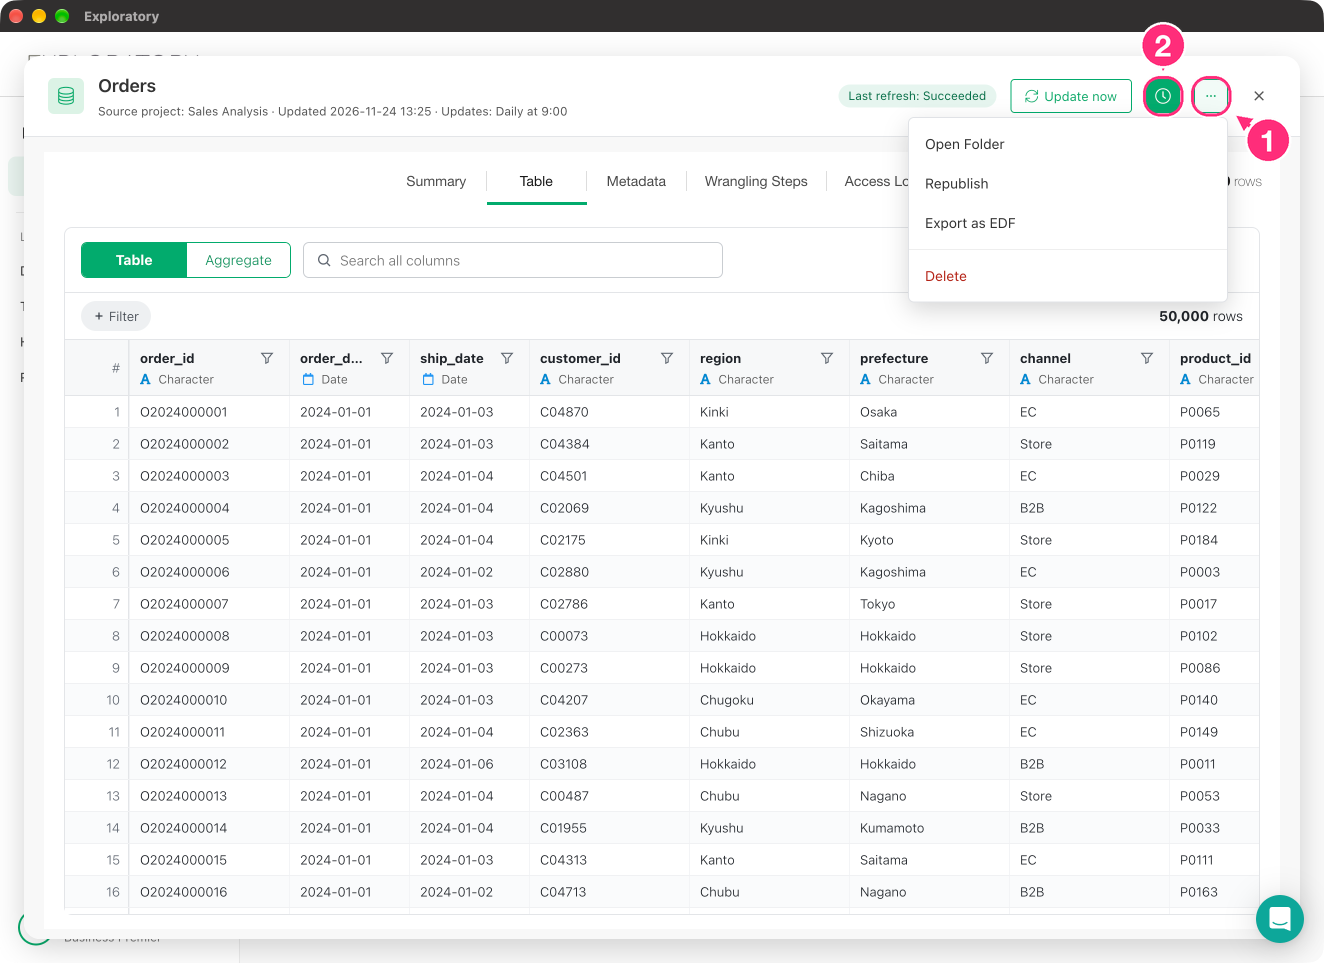 Exploratory
2
Orders
Source project: Sales Analysis · Updated 2026-11-24 13:25 · Updates: Daily at 9:00
Last refresh: Succeeded
Update now
1
Open Folder
Republish
Export as EDF
Delete
Summary
Table
Metadata
Wrangling Steps
Access Lo
rows
Table
Aggregate
Search all columns
+ Filter
50,000 rows
# order_id order_d... ship_date customer_id region prefecture channel product_id
A Character Date Date A Character A Character A Character A Character A Character
1 O2024000001 2024-01-01 2024-01-03 C04870 Kinki Osaka EC P0065
2 O2024000002 2024-01-01 2024-01-03 C04384 Kanto Saitama Store P0119
3 O2024000003 2024-01-01 2024-01-04 C04501 Kanto Chiba EC P0029
4 O2024000004 2024-01-01 2024-01-04 C02069 Kyushu Kagoshima B2B P0122
5 O2024000005 2024-01-01 2024-01-04 C02175 Kinki Kyoto Store P0184
6 O2024000006 2024-01-01 2024-01-02 C02880 Kyushu Kagoshima EC P0003
7 O2024000007 2024-01-01 2024-01-03 C02786 Kanto Tokyo Store P0017
8 O2024000008 2024-01-01 2024-01-03 C00073 Hokkaido Hokkaido Store P0102
9 O2024000009 2024-01-01 2024-01-03 C00273 Hokkaido Hokkaido Store P0086
10 O2024000010 2024-01-01 2024-01-03 C04207 Chugoku Okayama EC P0140
11 O2024000011 2024-01-01 2024-01-04 C02363 Chubu Shizuoka EC P0149
12 O2024000012 2024-01-01 2024-01-06 C03108 Hokkaido Hokkaido B2B P0011
13 O2024000013 2024-01-01 2024-01-04 C00487 Chubu Nagano Store P0053
14 O2024000014 2024-01-01 2024-01-04 C01955 Kyushu Kumamoto B2B P0033
15 O2024000015 2024-01-01 2024-01-03 C04313 Kanto Saitama EC P0111
16 O2024000016 2024-01-01 2024-01-02 C04713 Chubu Nagano B2B P0163